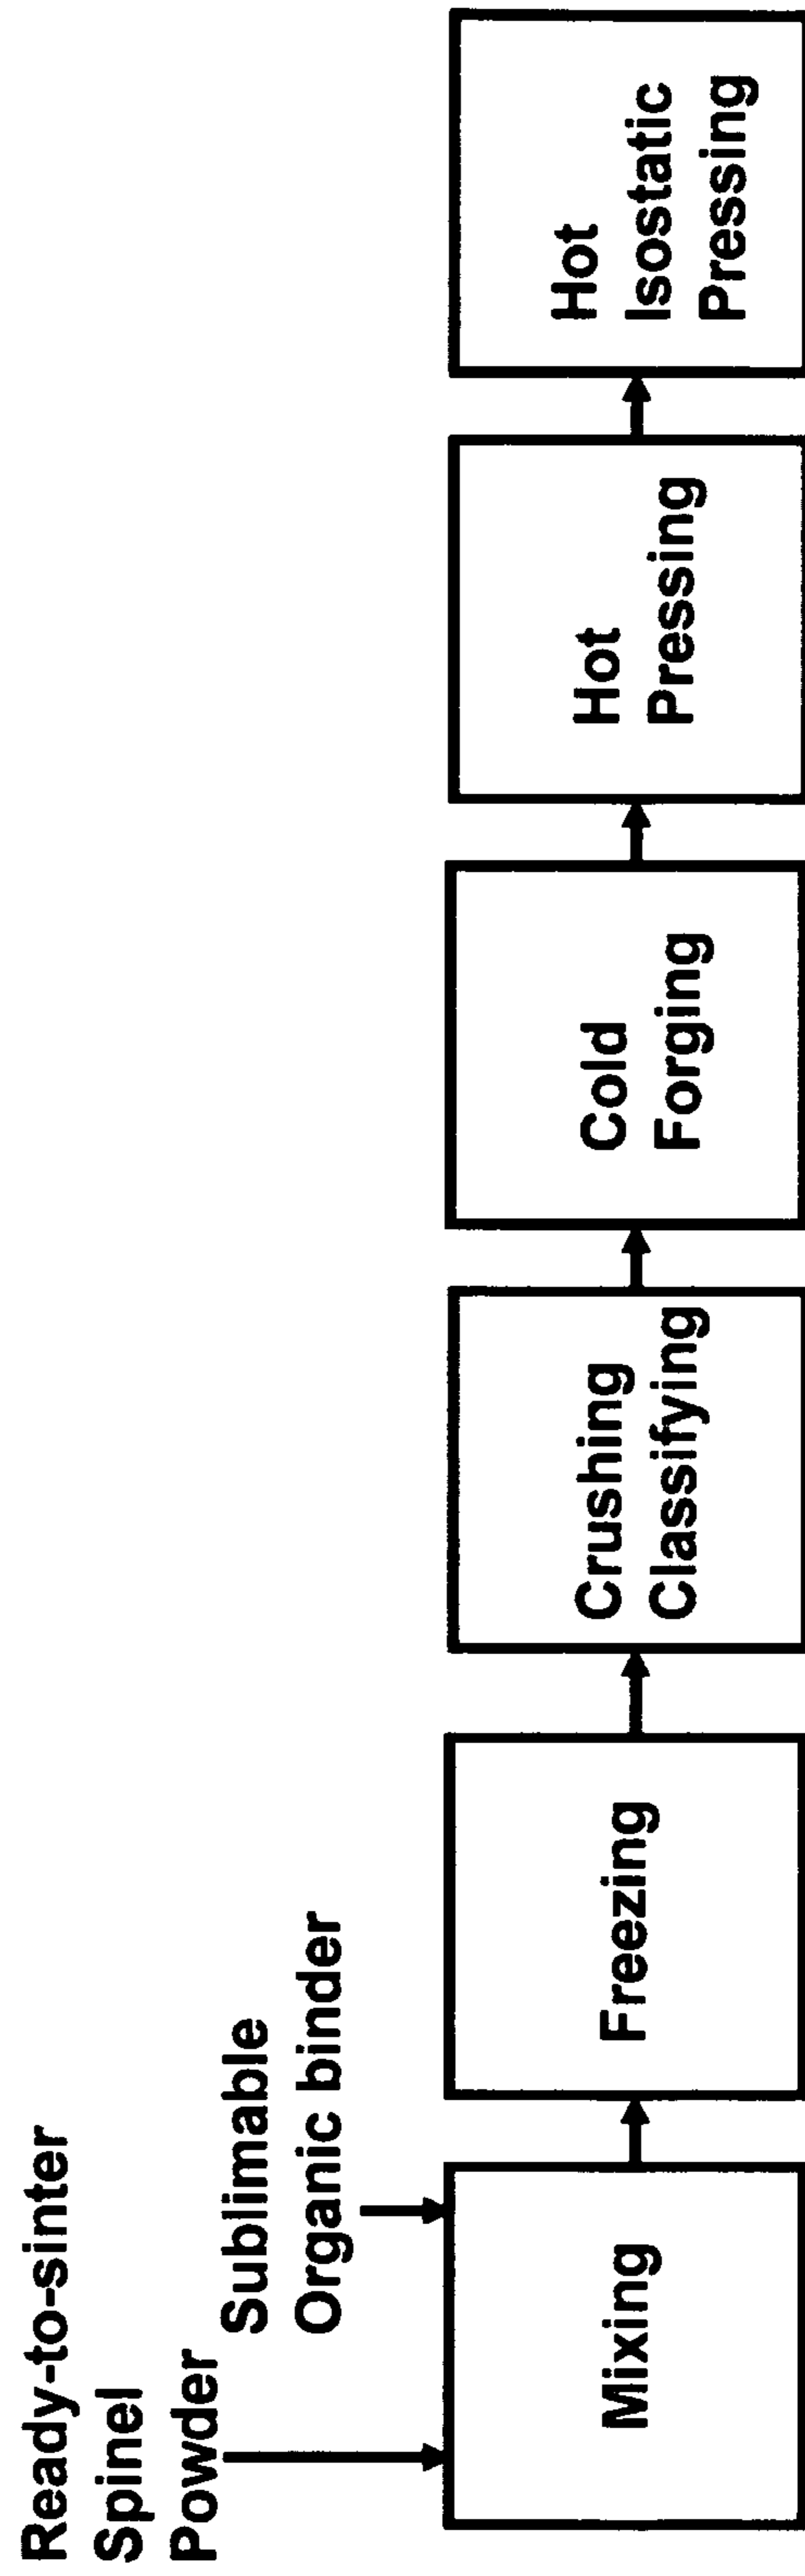 Ready-to-sinter
Spinel
Powder
Sublimable
Organic binder
Mixing
Freezing
Crushing
Classifying
Cold
Forging
Hot
Pressing
Hot
Isostatic
Pressing